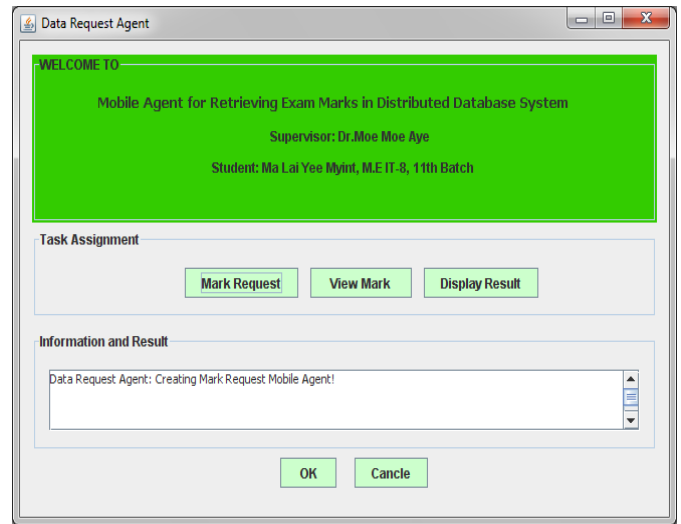 Data Request Agent
WELCOME TO
Mobile Agent for Retrieving Exam Marks in Distributed Database System
Supervisor: Dr.Moe Moe Aye
Student: Ma Lai Yee Myint, M.E IT-8, 11th Batch
Task Assignment
Mark Request View Mark Display Result
Information and Result
Data Request Agent: Creating Mark Request Mobile Agent!
OK Cancle